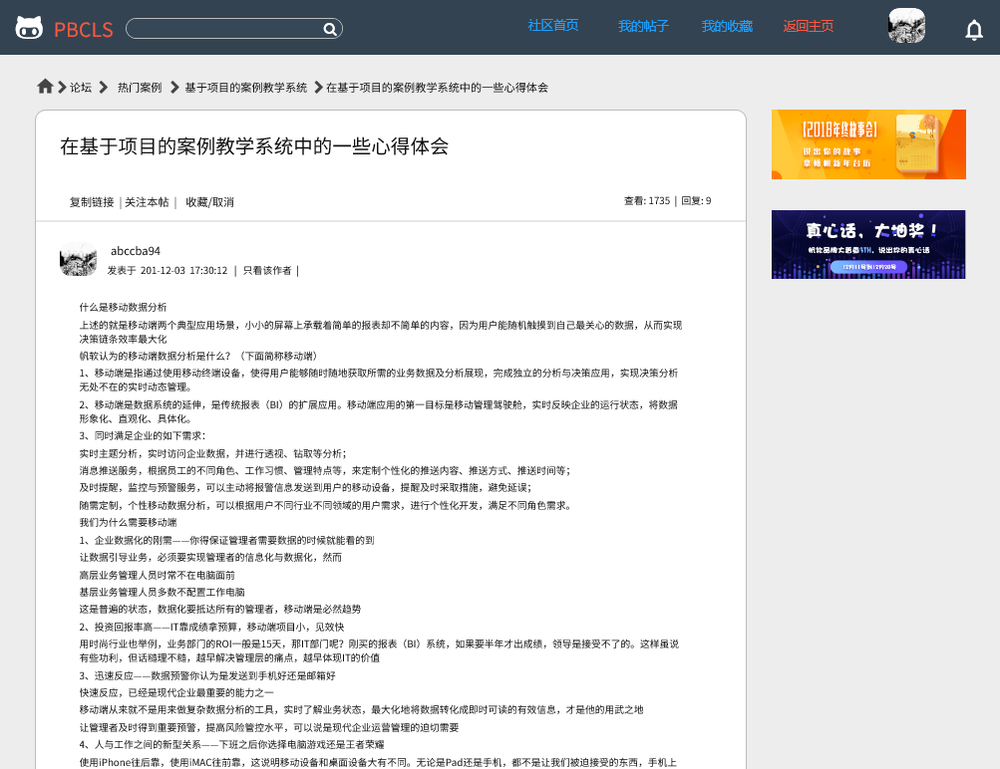 PBCLS
社区首页 我的帖子 我的收藏 返回主页
论坛 热门案例 基于项目的案例教学系统 在基于项目的案例教学系统中的一些心得体会
在基于项目的案例教学系统中的一些心得体会
复制链接 | 关注本帖 | 收藏/取消 查看: 1735 | 回复: 9
abccba94
发表于 201-12-03 17:30:12 | 只看该作者 |
什么是移动数据分析
上述的就是移动端两个典型应用场景，小小的屏幕上承载着简单的报表却不简单的内容，因为用户能随机触摸到自己最关心的数据，从而实现
决策链条效率最大化
帆软认为的移动端数据分析是什么？（下面简称移动端）
1、移动端是指通过使用移动终端设备，使得用户能够随时随地获取所需的业务数据及分析展现，完成独立的分析与决策应用，实现决策分析
无处不在的实时动态管理。
2、移动端是数据系统的延伸，是传统报表（BI）的扩展应用。移动端应用的第一目标是移动管理驾驶舱，实时反映企业的运行状态，将数据
形象化、直观化、具体化。
3、同时满足企业的如下需求：
实时主题分析，实时访问企业数据，并进行透视、钻取等分析；
消息推送服务，根据员工的不同角色、工作习惯、管理特点等，来定制个性化的推送内容、推送方式、推送时间等；
及时提醒，监控与预警服务，可以主动将报警信息发送到用户的移动设备，提醒及时采取措施，避免延误；
随需定制，个性移动数据分析，可以根据用户不同行业不同领域的用户需求，进行个性化开发，满足不同角色需求。
我们为什么需要移动端
1、企业数据化的刚需——你得保证管理者需要数据的时候就能看的到
让数据引导业务，必须要实现管理者的信息化与数据化，然而
高层业务管理人员时常不在电脑面前
基层业务管理人员多数不配置工作电脑
这是普遍的状态，数据化要抵达所有的管理者，移动端是必然趋势
2、投资回报率高——IT靠成绩拿预算，移动端项目小，见效快
用时尚行业也举例，业务部门的ROI一般是15天，那IT部门呢？刚买的报表（BI）系统，如果要半年才出成绩，领导是接受不了的。这样虽说
有些功利，但话糙理不糙，越早解决管理层的痛点，越早体现IT的价值
3、迅速反应——数据预警你认为是发送到手机好还是邮箱好
快速反应，已经是现代企业最重要的能力之一
移动端从来就不是用来做复杂数据分析的工具，实时了解业务状态，最大化地将数据转化成即时可读的有效信息，才是他的用武之地
让管理者及时得到重要预警，提高风险管控水平，可以说是现代企业运营管理的迫切需要
4、人与工作之间的新型关系——下班之后你选择电脑游戏还是王者荣耀
使用iPhone往后靠，使用iMAC往前靠，这说明移动设备和桌面设备大有不同。无论是Pad还是手机，都不是让我们被迫接受的东西，手机上
【2018年终故事会】
说出你的故事
拿精帆新年台历
真心话，大抽奖！
帆软品牌大器番5TH，说出你的真心话
12月11号到12月20号